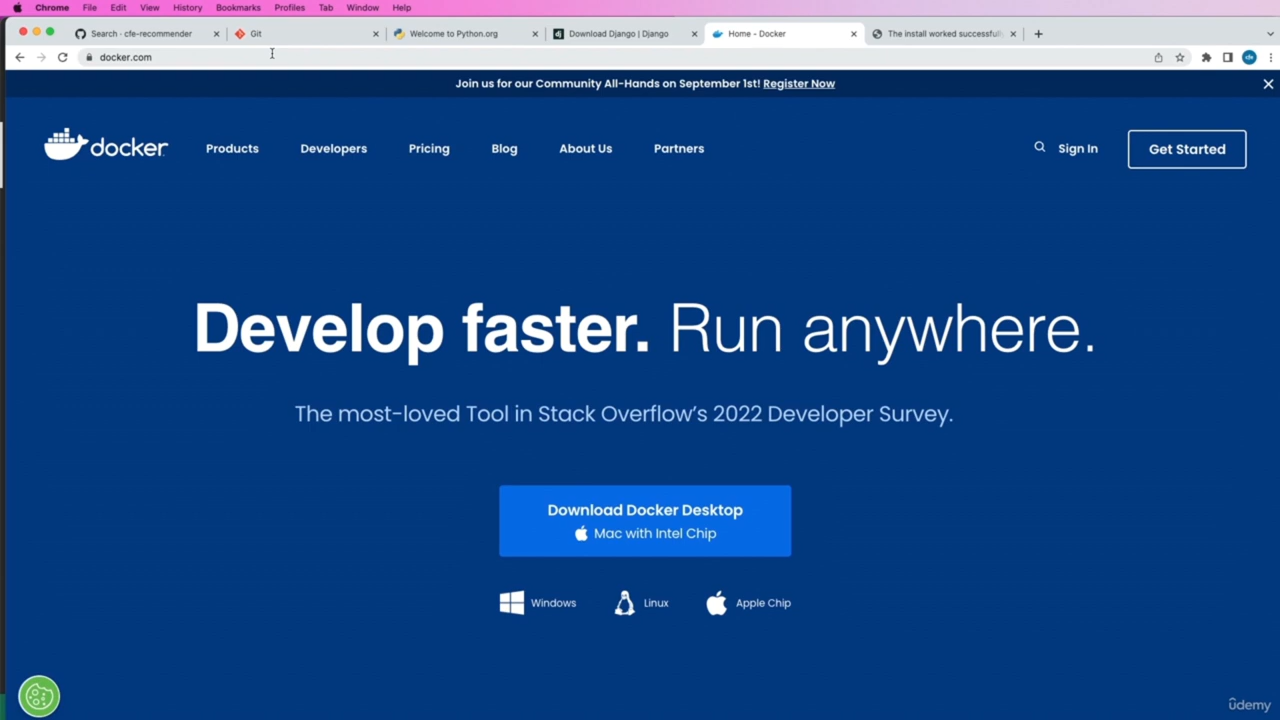 Chrome File Edit View History Bookmarks Profiles Tab Window Help
Search · cfe-recommender Git Welcome to Python.org Download Django | Django Home - Docker The install worked successfull
docker.com cfe
Join us for our Community All-Hands on September 1st! Register Now
docker Products Developers Pricing Blog About Us Partners Sign In Get Started
Develop faster. Run anywhere.
The most-loved Tool in Stack Overflow's 2022 Developer Survey.
Download Docker Desktop
Mac with Intel Chip
Windows Linux Apple Chip
ûdemy